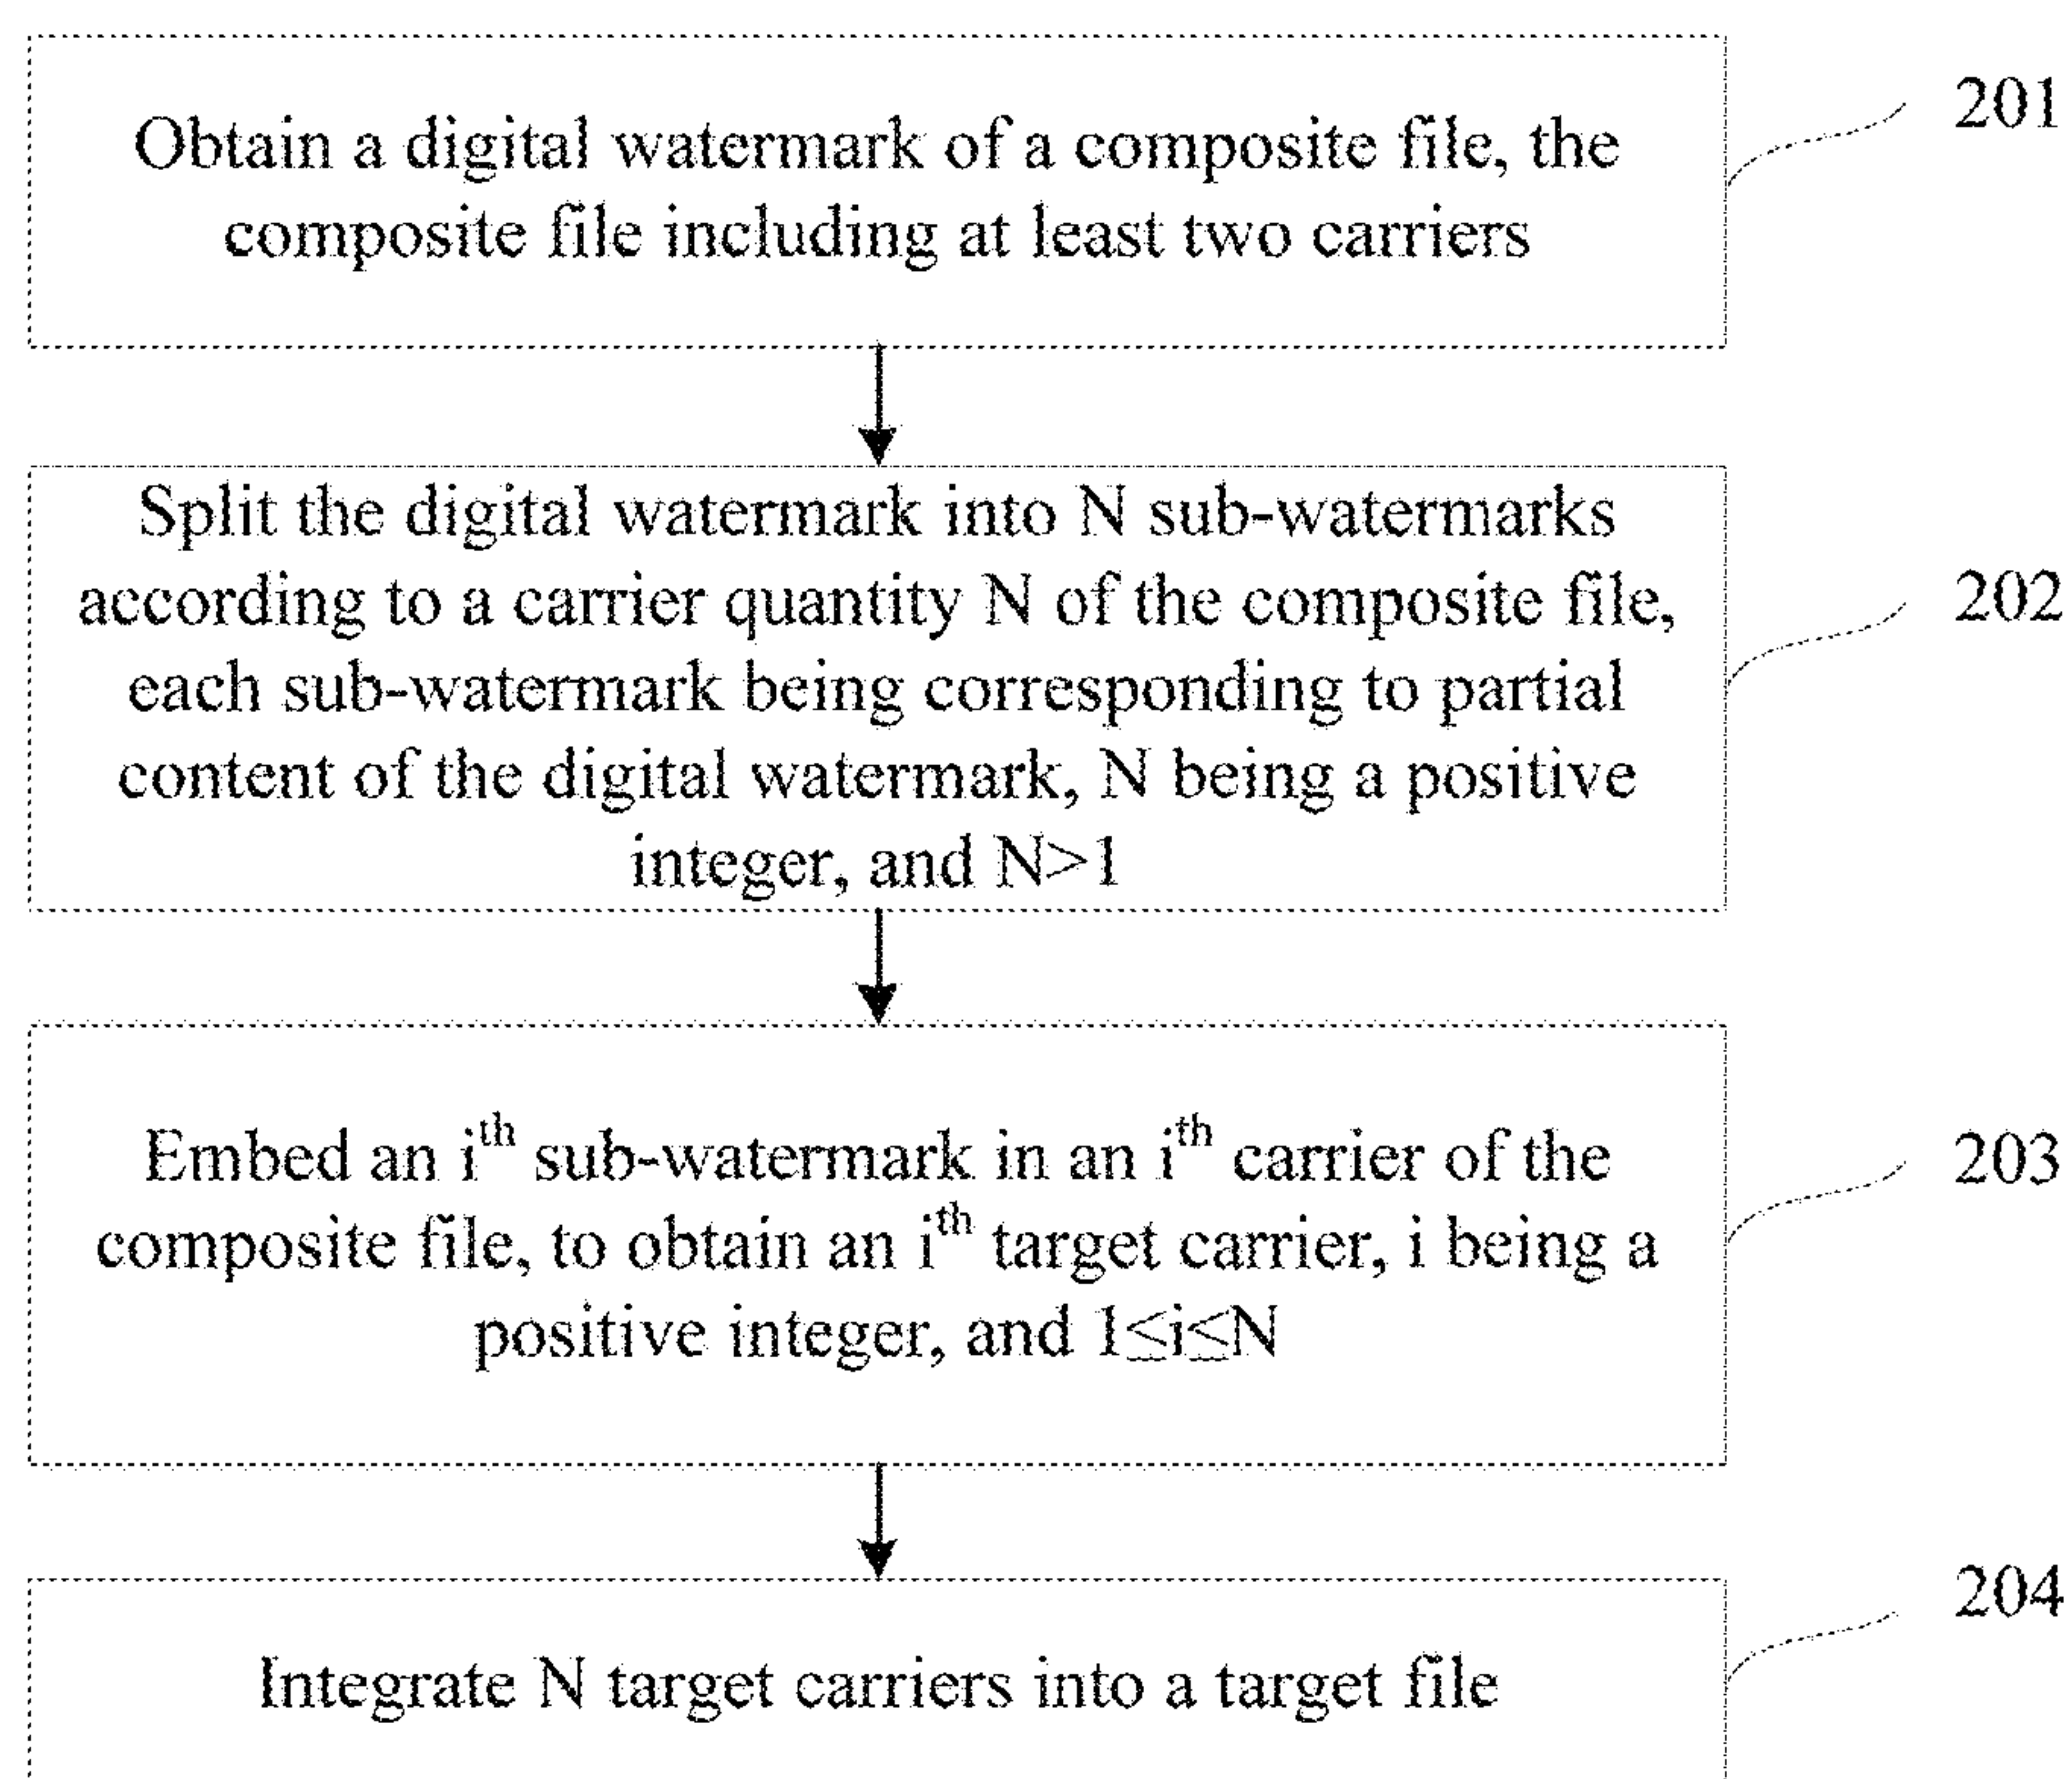 Obtain a digital watermark of a composite file, the
composite file including at least two carriers
201
Split the digital watermark into N sub-watermarks
according to a carrier quantity N of the composite file,
each sub-watermark being corresponding to partial
content of the digital watermark, N being a positive
integer, and N>1
202
Embed an iᵗʰ sub-watermark in an iᵗʰ carrier of the
composite file, to obtain an iᵗʰ target carrier, i being a
positive integer, and 1≤i≤N
203
Integrate N target carriers into a target file
204